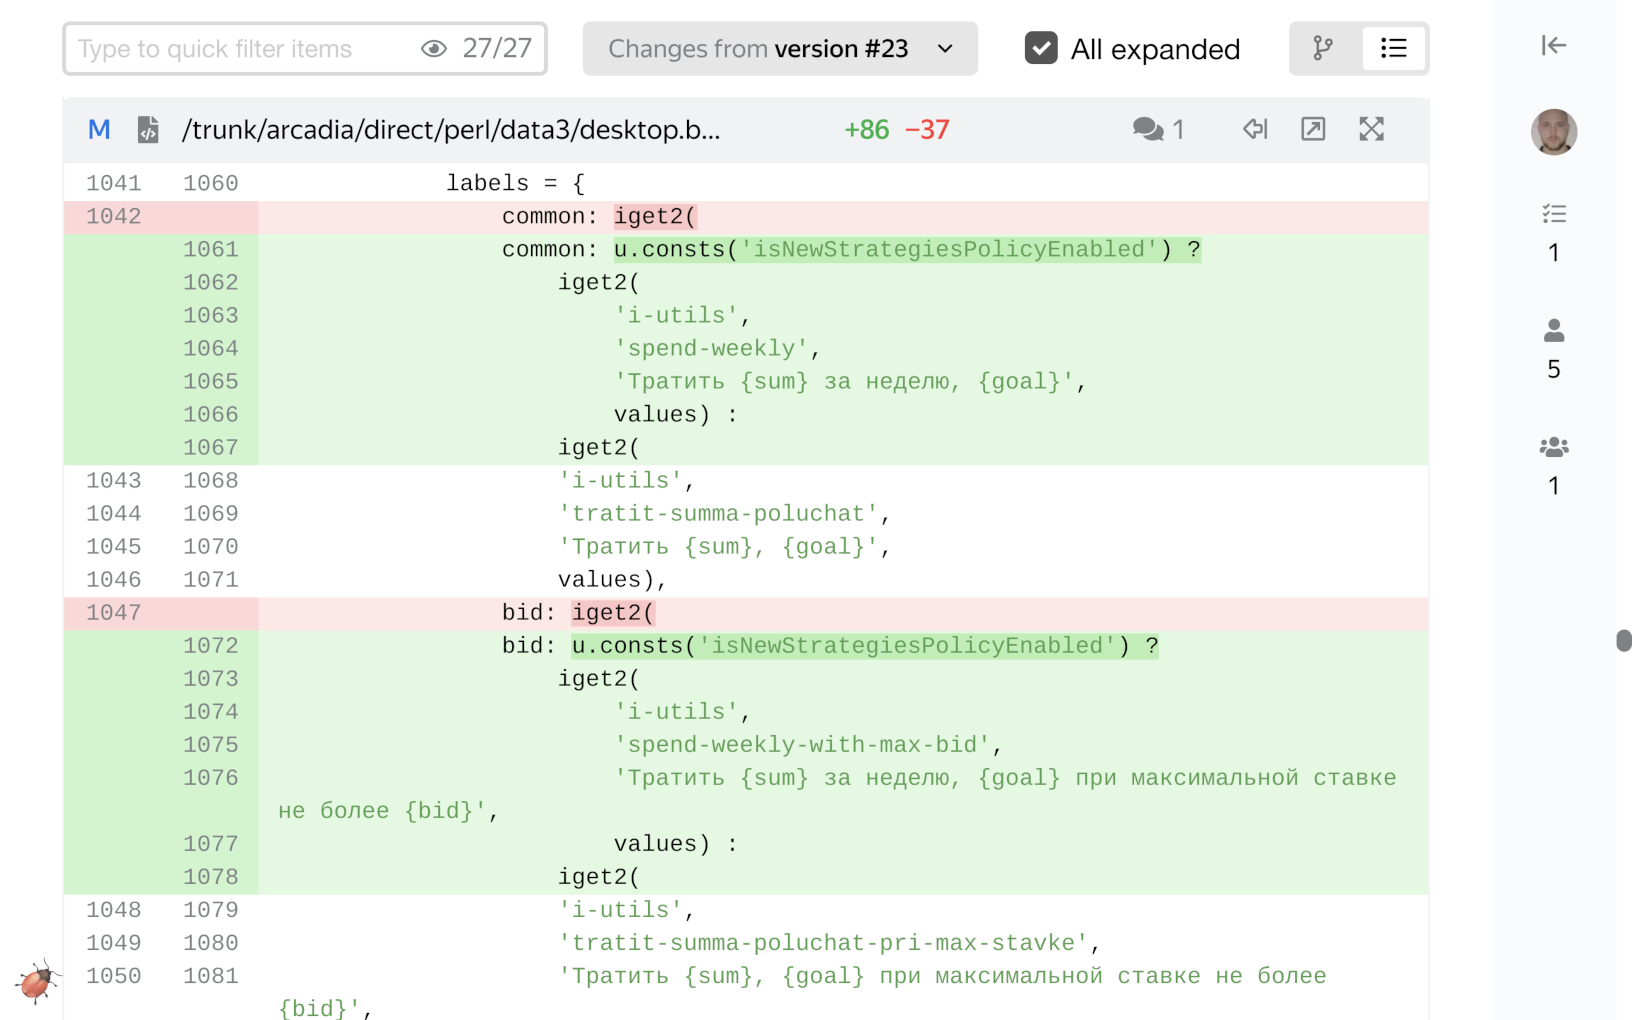 Type to quick filter items 27/27 Changes from version #23 All expanded
M /trunk/arcadia/direct/perl/data3/desktop.b... +86 −37 1
1041 1060 labels = {
1042 common: iget2(
1061 common: u.consts('isNewStrategiesPolicyEnabled') ?
1062 iget2(
1063 'i-utils',
1064 'spend-weekly',
1065 'Тратить {sum} за неделю, {goal}',
1066 values) :
1067 iget2(
1043 1068 'i-utils',
1044 1069 'tratit-summa-poluchat',
1045 1070 'Тратить {sum}, {goal}',
1046 1071 values),
1047 bid: iget2(
1072 bid: u.consts('isNewStrategiesPolicyEnabled') ?
1073 iget2(
1074 'i-utils',
1075 'spend-weekly-with-max-bid',
1076 'Тратить {sum} за неделю, {goal} при максимальной ставке
не более {bid}',
1077 values) :
1078 iget2(
1048 1079 'i-utils',
1049 1080 'tratit-summa-poluchat-pri-max-stavke',
1050 1081 'Тратить {sum}, {goal} при максимальной ставке не более
{bid}',
1
5
1